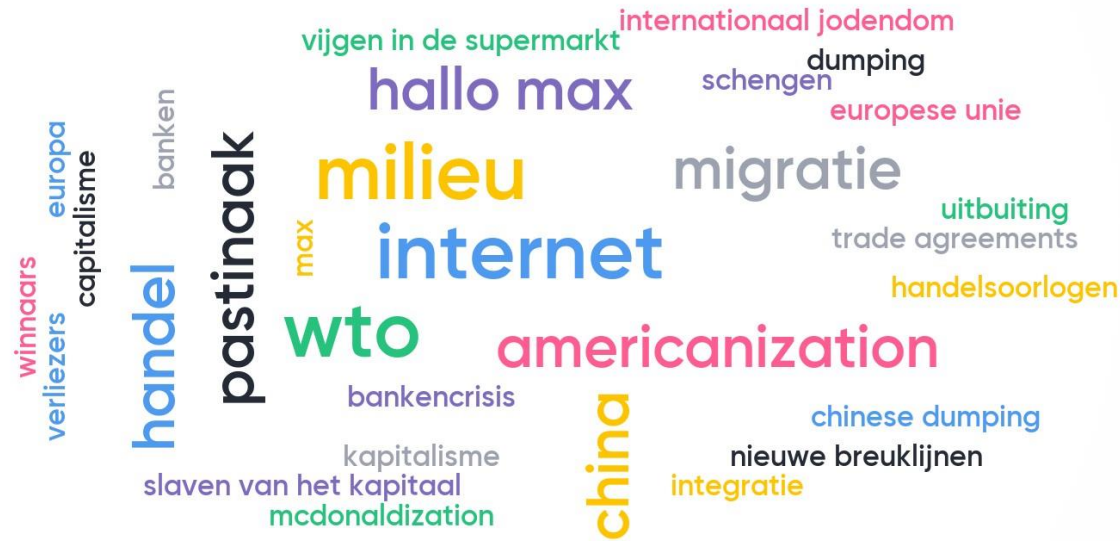 internationaal jodendom
vijgen in de supermarkt
dumping
hallo max
schengen
europese unie
banken
europa
capitalisme
pastinaak
milieu
migratie
max
internet
uitbuiting
trade agreements
winnaars
verliezers
handel
handelsoorlogen
wto
americanization
bankencrisis
china
chinese dumping
kapitalisme
nieuwe breuklijnen
slaven van het kapitaal
integratie
mcdonaldization